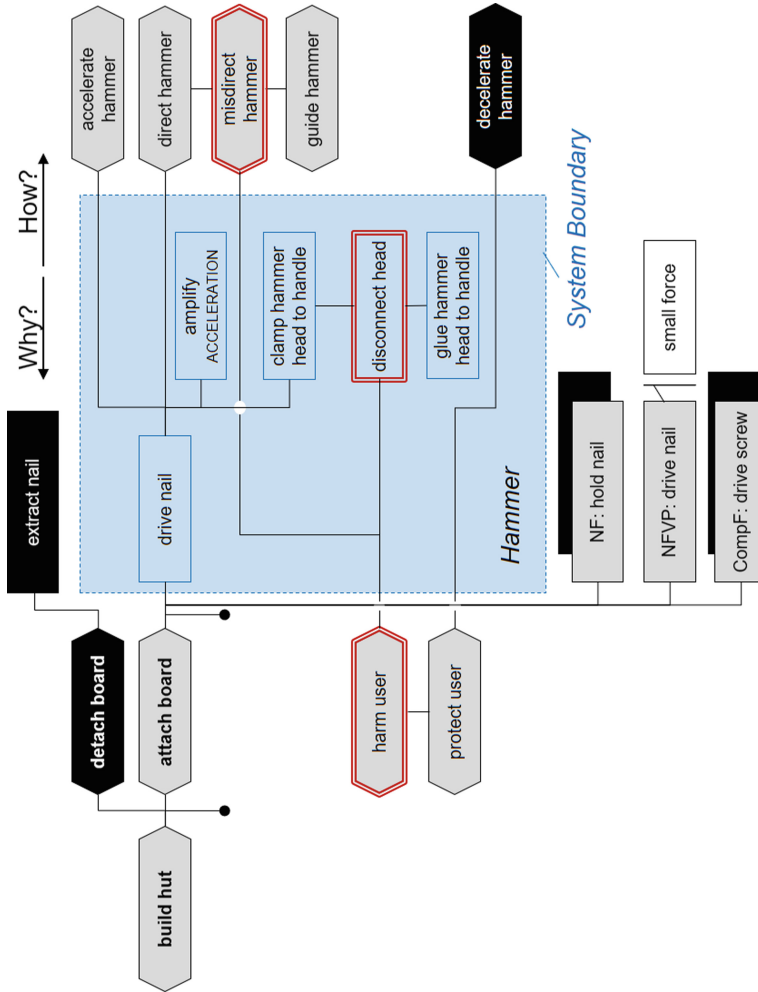 extract nail
Why?
How?
detach board
accelerate
hammer
build hut
attach board
drive nail
direct hammer
amplify
ACCELERATION
misdirect
hammer
clamp hammer
head to handle
guide hammer
harm user
disconnect head
protect user
glue hammer
head to handle
decelerate
hammer
Hammer
System Boundary
NF: hold nail
NFVP: drive nail
small force
CompF: drive screw